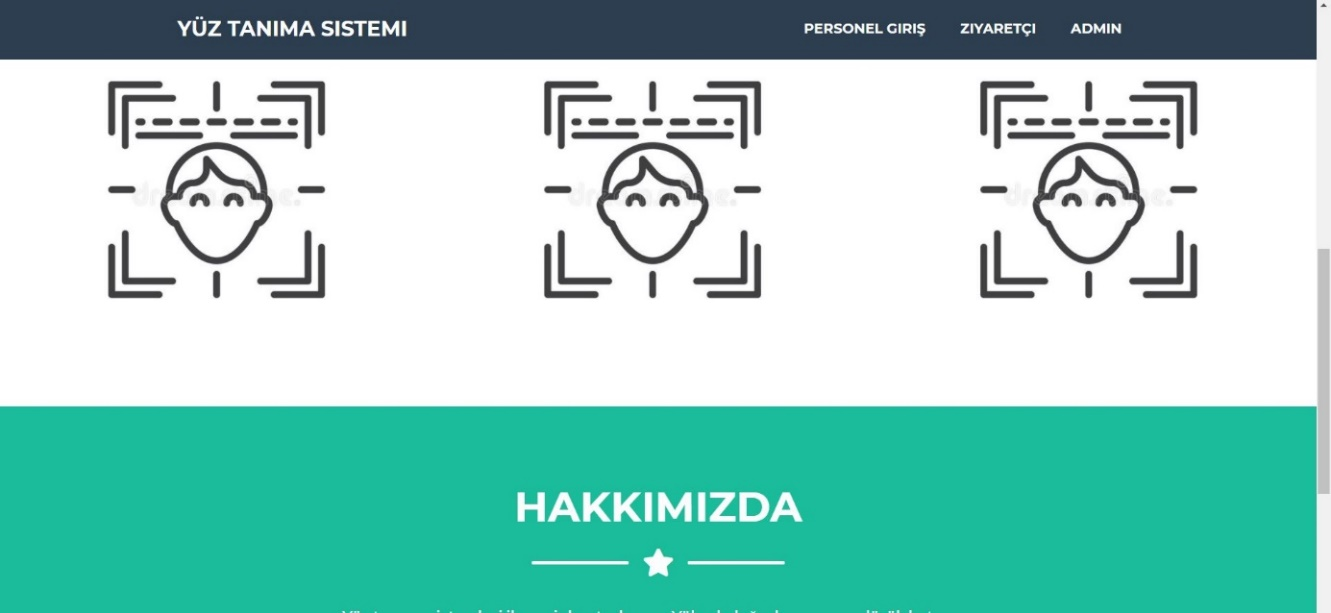 YÜZ TANIMA SISTEMI
PERSONEL GIRIŞ ZIYARETÇI ADMIN
HAKKIMIZDA